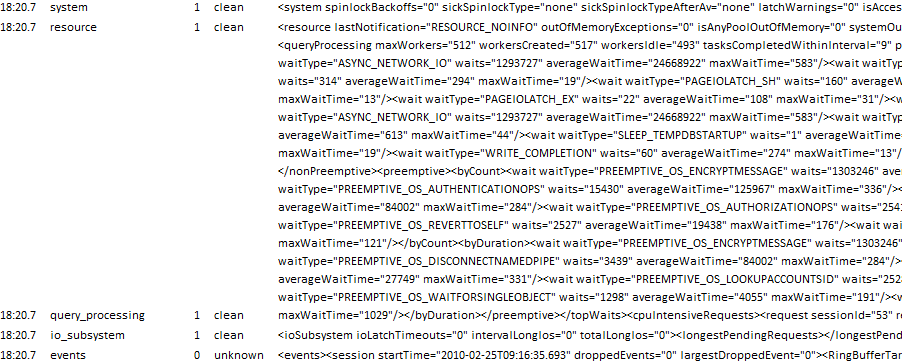 18:20.7 system 1 clean <system spinlockBackoffs="0" sickSpinlockType="none" sickSpinlockTypeAfterAv="none" latchWarnings="0" isAcces
18:20.7 resource 1 clean <resource lastNotification="RESOURCE_NOINFO" outOfMemoryExceptions="0" isAnyPoolOutOfMemory="0" systemOu
<queryProcessing maxWorkers="512" workersCreated="517" workersIdle="493" tasksCompletedWithinInterval="9" p
waitType="ASYNC_NETWORK_IO" waits="1293727" averageWaitTime="24668922" maxWaitTime="583"/><wait waitTyp
waits="314" averageWaitTime="294" maxWaitTime="19"/><wait waitType="PAGEIOLATCH_SH" waits="160" averageW
maxWaitTime="13"/><wait waitType="PAGEIOLATCH_EX" waits="22" averageWaitTime="108" maxWaitTime="31"/><w
waitType="ASYNC_NETWORK_IO" waits="1293727" averageWaitTime="24668922" maxWaitTime="583"/><wait waitTyp
averageWaitTime="613" maxWaitTime="44"/><wait waitType="SLEEP_TEMPDBSTARTUP" waits="1" averageWaitTime=
maxWaitTime="19"/><wait waitType="WRITE_COMPLETION" waits="60" averageWaitTime="274" maxWaitTime="13"/
</nonPreemptive><preemptive><byCount><wait waitType="PREEMPTIVE_OS_ENCRYPTMESSAGE" waits="1303246" aver
waitType="PREEMPTIVE_OS_AUTHENTICATIONOPS" waits="15430" averageWaitTime="125967" maxWaitTime="336"/><
averageWaitTime="84002" maxWaitTime="284"/><wait waitType="PREEMPTIVE_OS_AUTHORIZATIONOPS" waits="2541
waitType="PREEMPTIVE_OS_REVERTTOSELF" waits="2527" averageWaitTime="19438" maxWaitTime="176"/><wait wai
maxWaitTime="121"/></byCount><byDuration><wait waitType="PREEMPTIVE_OS_ENCRYPTMESSAGE" waits="1303246"
waitType="PREEMPTIVE_OS_DISCONNECTNAMEDPIPE" waits="3439" averageWaitTime="84002" maxWaitTime="284"/>
averageWaitTime="27749" maxWaitTime="331"/><wait waitType="PREEMPTIVE_OS_LOOKUPACCOUNTSID" waits="252
waitType="PREEMPTIVE_OS_WAITFORSINGLEOBJECT" waits="1298" averageWaitTime="4055" maxWaitTime="191"/><w
18:20.7 query_processing 1 clean maxWaitTime="1029"/></byDuration></preemptive></topWaits><cpuIntensiveRequests><request sessionId="53" re
18:20.7 io_subsystem 1 clean <ioSubsystem ioLatchTimeouts="0" intervalLongIos="0" totalLongIos="0"><longestPendingRequests></longestPend
18:20.7 events 0 unknown <events><session startTime="2010-02-25T09:16:35.693" droppedEvents="0" largestDroppedEvent="0"><RingBufferTar